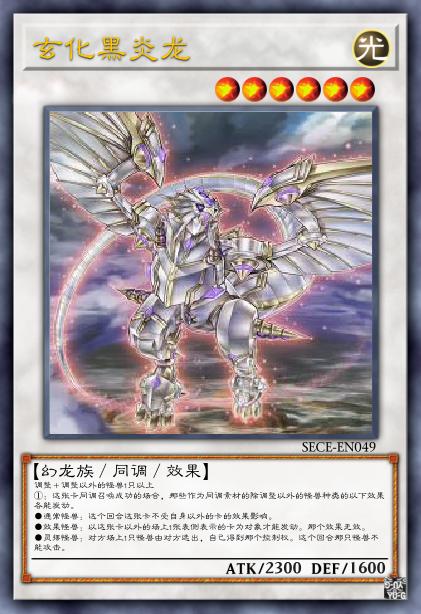 玄化黑炎龙
光
SECE-EN049
【幻龙族/同调/效果】
调整+调整以外的怪兽1只以上
①：这张卡同调召唤成功的场合，那些作为同调素材的除调整以外的怪兽种类的以下效果
各能发动。
●通常怪兽：这个回合这张卡不受自身以外的卡的效果影响。
●效果怪兽：以这张卡以外的场上1张表侧表示的卡为对象才能发动。那个效果无效。
●灵摆怪兽：对方场上1只怪兽由对方选出，自己得到那个控制权。这个回合那只怪兽不
能攻击。
ATK/2300 DEF/1600